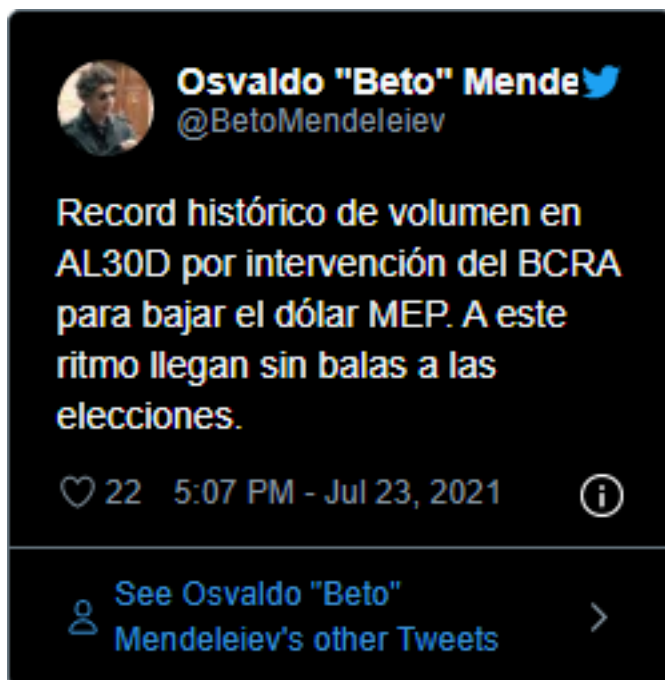 Osvaldo "Beto" Mende
@BetoMendeleiev
Record histórico de volumen en
AL30D por intervención del BCRA
para bajar el dólar MEP. A este
ritmo llegan sin balas a las
elecciones.
22 5:07 PM - Jul 23, 2021
See Osvaldo "Beto"
Mendeleiev's other Tweets